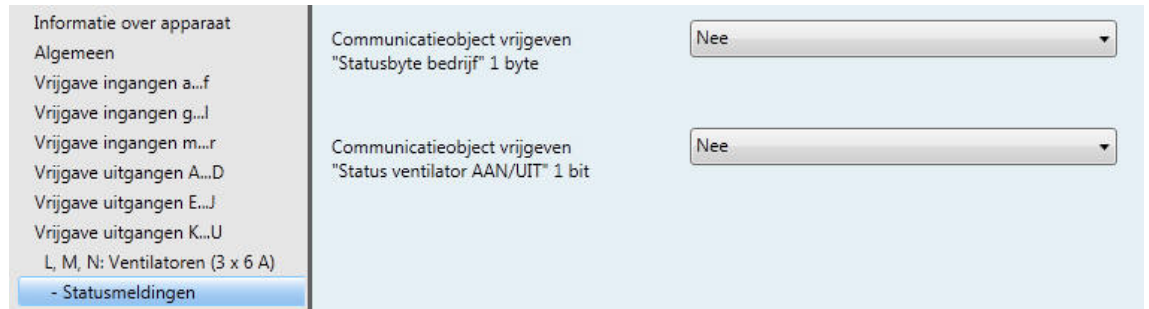 Informatie over apparaat
Algemeen
Vrijgave ingangen a...f
Vrijgave ingangen g...l
Vrijgave ingangen m...r
Vrijgave uitgangen A...D
Vrijgave uitgangen E...J
Vrijgave uitgangen K...U
L, M, N: Ventilatoren (3 x 6 A)
- Statusmeldingen
Communicatieobject vrijgeven
"Statusbyte bedrijf" 1 byte
Nee
Communicatieobject vrijgeven
"Status ventilator AAN/UIT" 1 bit
Nee